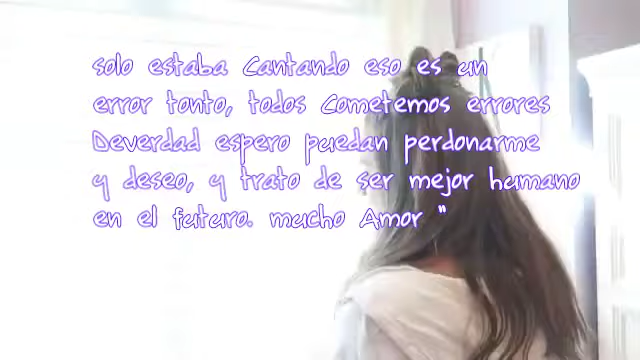 solo estaba Cantando eso es un
error tonto, todos Cometemos errores
Deverdad espero puedan perdonarme
y deseo, y trato de ser mejor humano
en el futuro. mucho Amor "